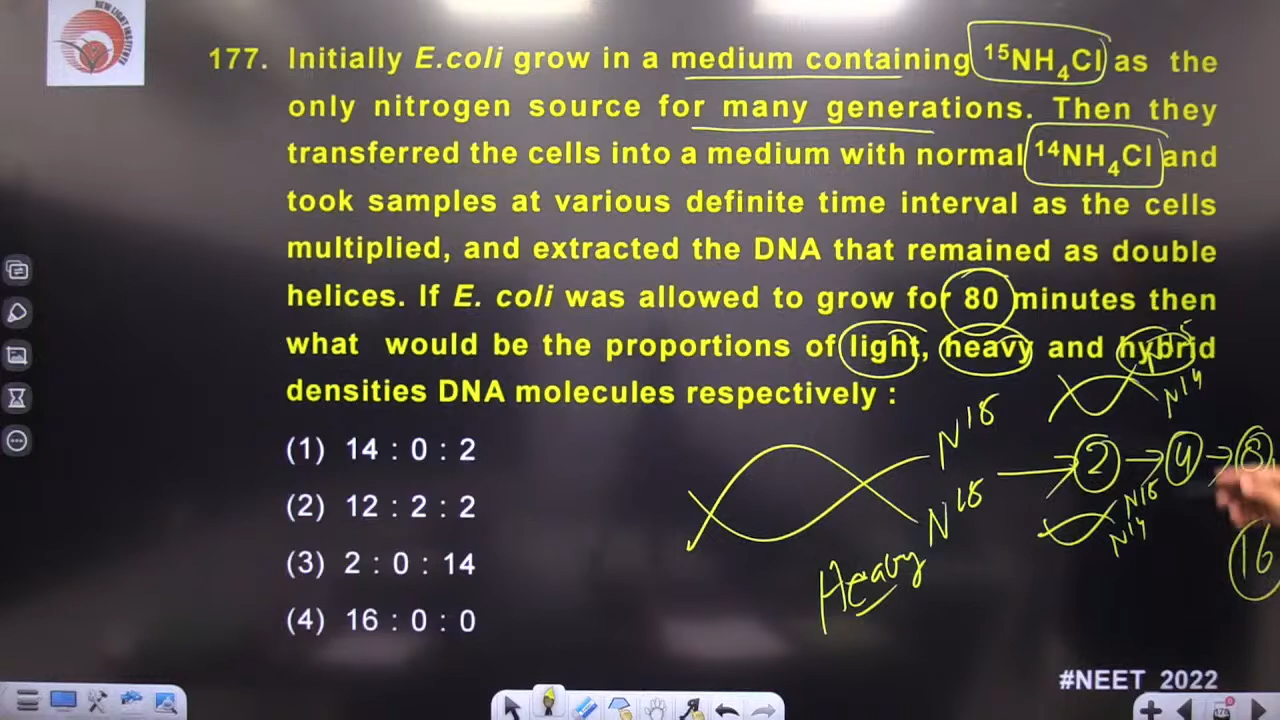 NEW LIGHT INSTITUTE
177. Initially E.coli grow in a medium containing ¹⁵NH₄Cl as the
only nitrogen source for many generations. Then they
transferred the cells into a medium with normal ¹⁴NH₄Cl and
took samples at various definite time interval as the cells
multiplied, and extracted the DNA that remained as double
helices. If E. coli was allowed to grow for 80 minutes then
what would be the proportions of light, heavy and hybrid
densities DNA molecules respectively :
(1) 14 : 0 : 2
(2) 12 : 2 : 2
(3) 2 : 0 : 14
(4) 16 : 0 : 0
N¹⁴
N¹⁵
N¹⁵
2 → 4 → 8
N¹⁵
N¹⁴
16
Heavy
#NEET 2022